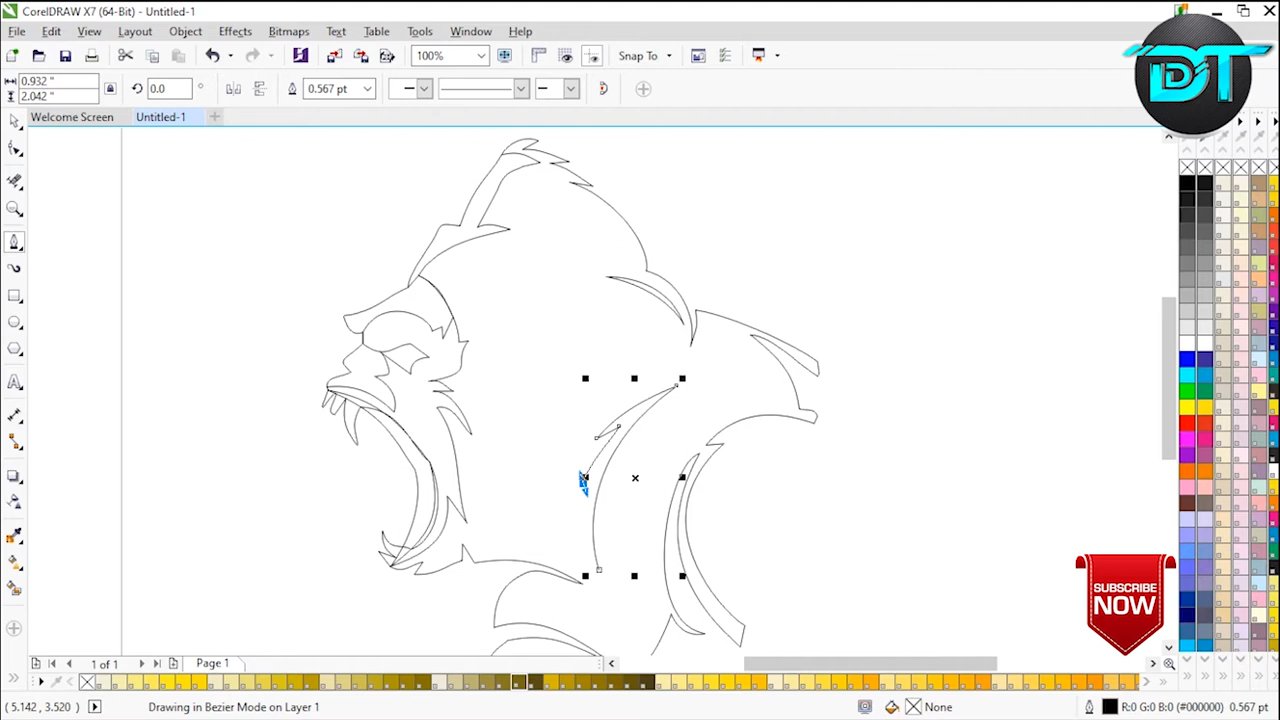 CorelDRAW X7 (64-Bit) - Untitled-1
File Edit View Layout Object Effects Bitmaps Text Table Tools Window Help
100% Snap To
0.932 "
2.042 "
0.0 °
0.567 pt
Welcome Screen Untitled-1
DT
SUBSCRIBE
NOW
1 of 1 Page 1
( 5.142, 3.520 ) Drawing in Bezier Mode on Layer 1 None R:0 G:0 B:0 (#000000) 0.567 pt